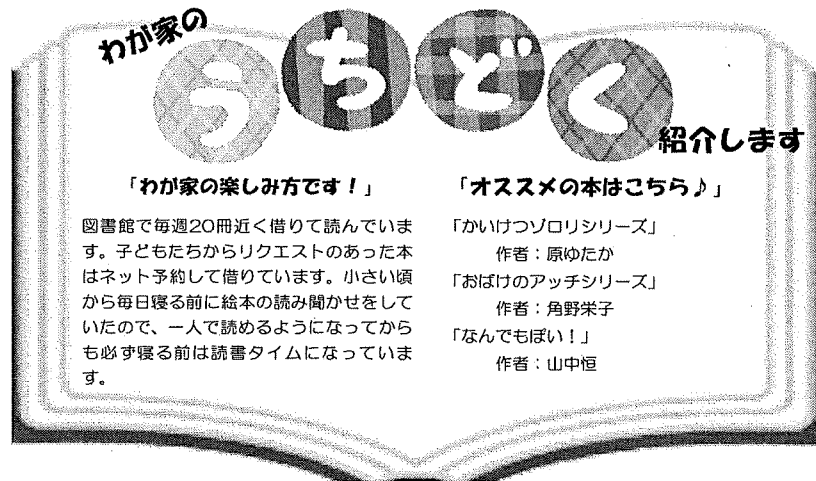 わが家の
うちどく
紹介します
「わが家の楽しみ方です！」
図書館で毎週20冊近く借りて読んでいま
す。子どもたちからリクエストのあった本
はネット予約して借りています。小さい頃
から毎日寝る前に絵本の読み聞かせをして
いたので、一人で読めるようになってから
も必ず寝る前は読書タイムになっていま
す。
「オススメの本はこちら♪」
「かいけつゾロリシリーズ」
作者：原ゆたか
「おばけのアッチシリーズ」
作者：角野栄子
「なんでもぽい！」
作者：山中恒